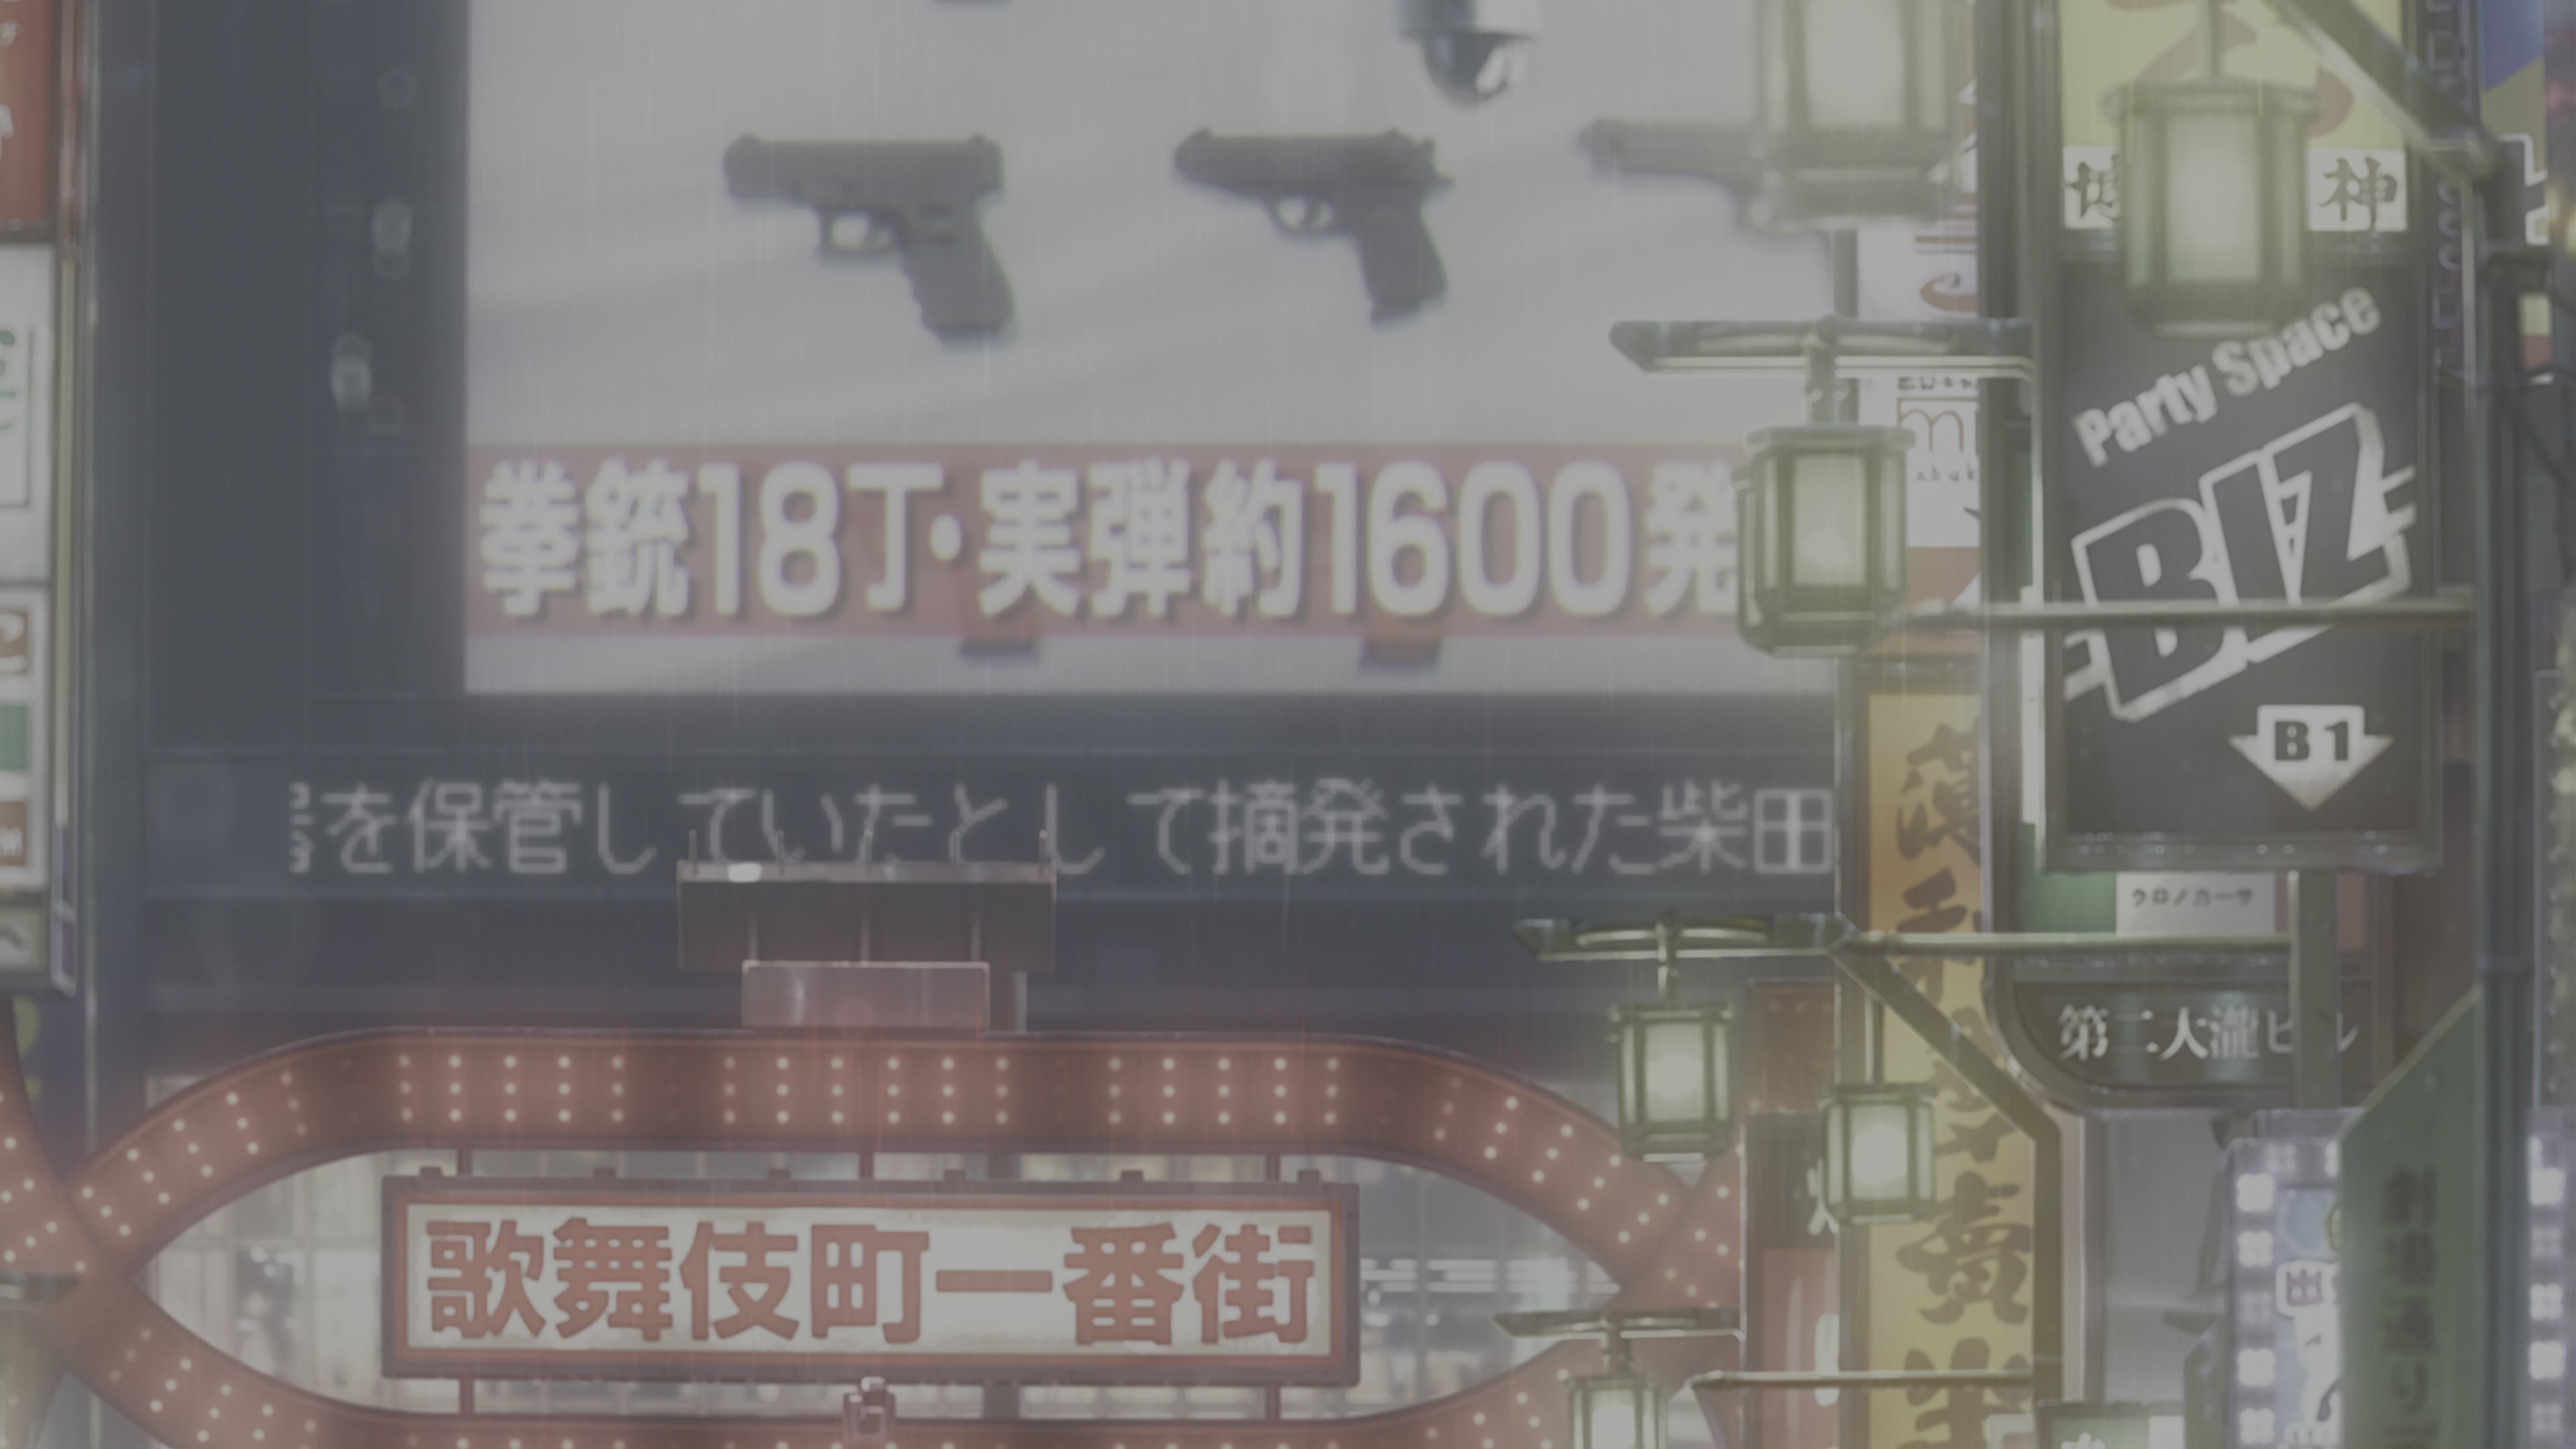 神
Party Space
BIZ
拳銃18丁・実弾約1600発
B1
を保管していたとして摘発された柴田
クロノカーサ
第二大瀧ビル
歌舞伎町一番街